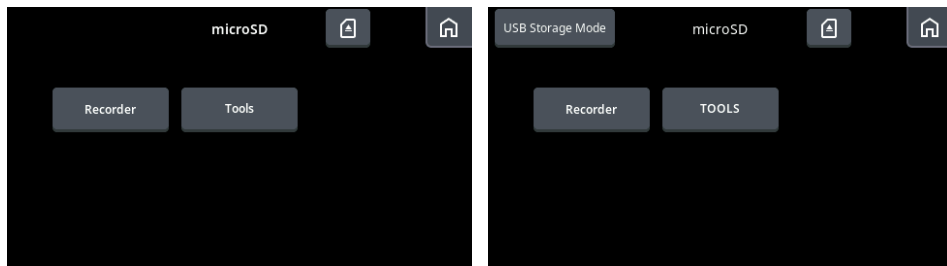 microSD
Recorder Tools
USB Storage Mode microSD
Recorder TOOLS